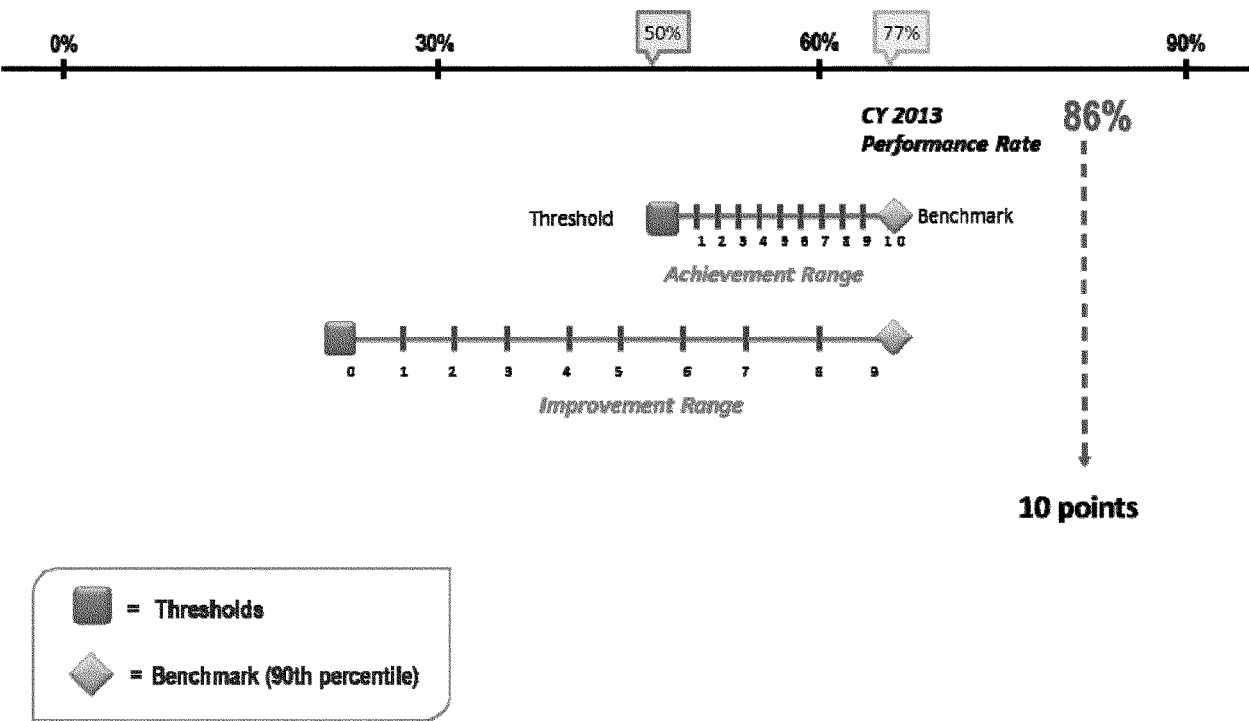 0% 30% 50% 60% 77% 90%
CY 2013 86%
Performance Rate
Threshold Benchmark
1 2 3 4 5 6 7 8 9 10
Achievement Range
0 1 2 3 4 5 6 7 8 9
Improvement Range
10 points
= Thresholds
= Benchmark (90th percentile)